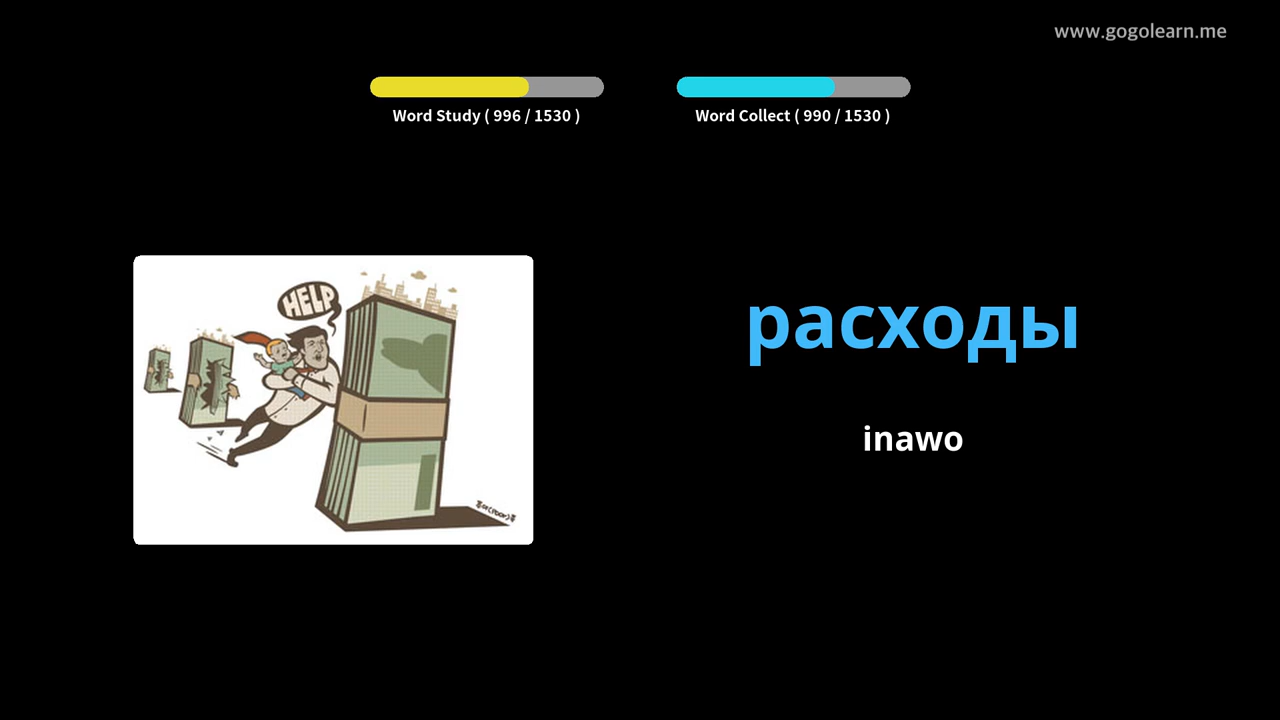 www.gogolearn.me
Word Study ( 996 / 1530 )
Word Collect ( 990 / 1530 )
HELP
расходы
inawo